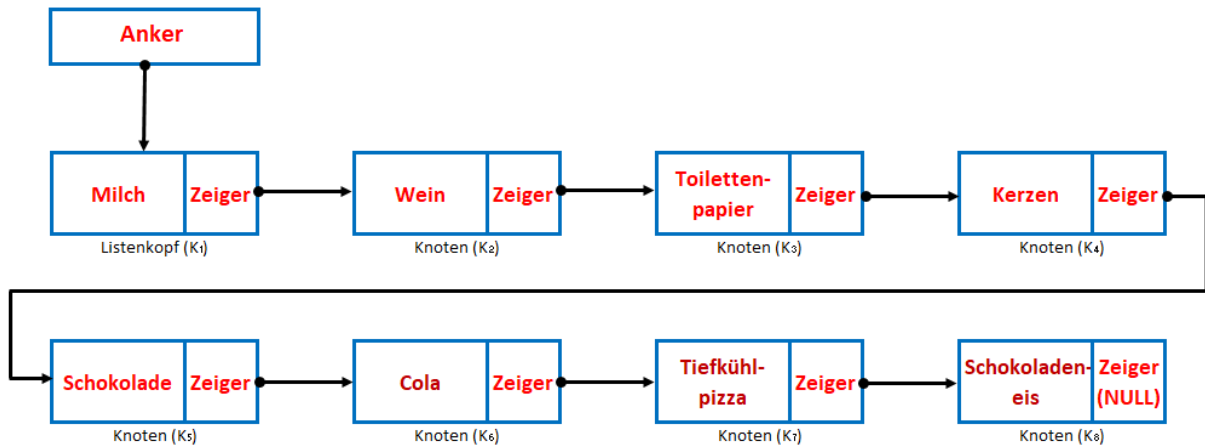 Anker
Milch Zeiger
Wein Zeiger
Toiletten-
papier
Zeiger
Kerzen Zeiger
Listenkopf (K₁)
Knoten (K₂)
Knoten (K₃)
Knoten (K₄)
Schokolade Zeiger
Cola Zeiger
Tiefkühl-
pizza
Zeiger
Schokoladen-
eis
Zeiger
(NULL)
Knoten (K₅)
Knoten (K₆)
Knoten (K₇)
Knoten (K₈)